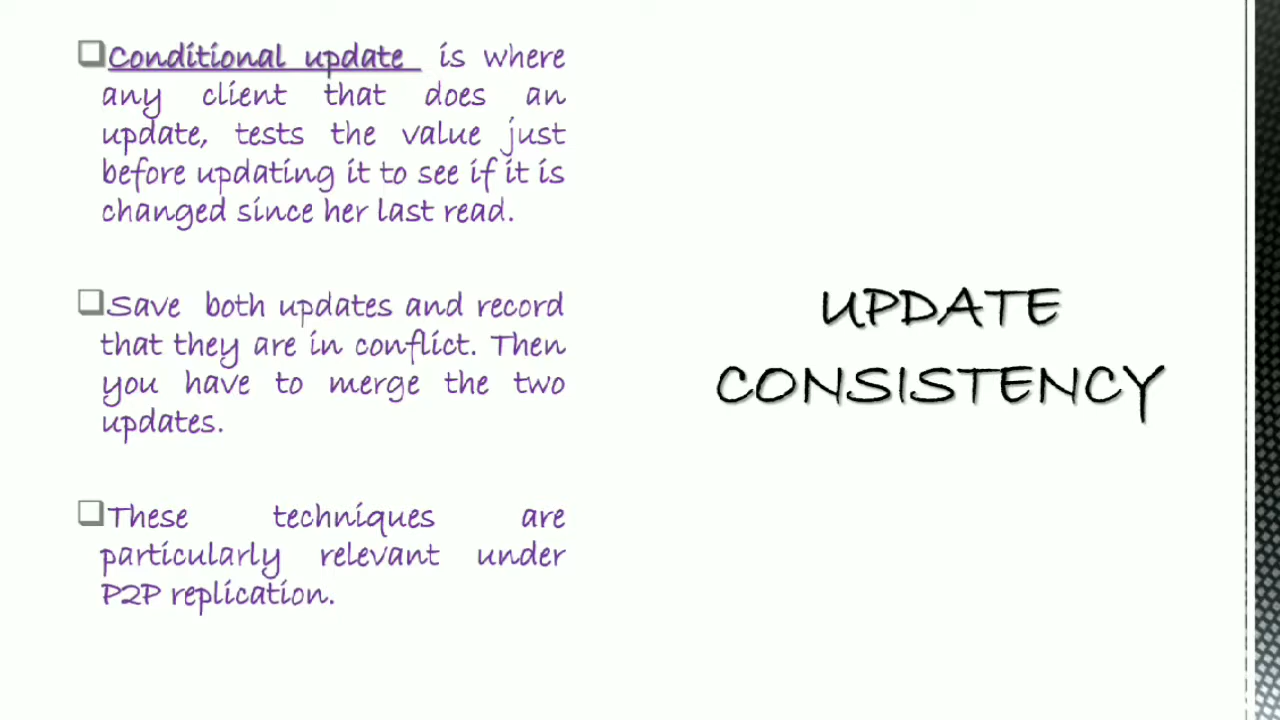 Conditional update is where
any client that does an
update, tests the value just
before updating it to see if it is
changed since her last read.
Save both updates and record
that they are in conflict. Then
you have to merge the two
updates.
These techniques are
particularly relevant under
P2P replication.
UPDATE
CONSISTENCY